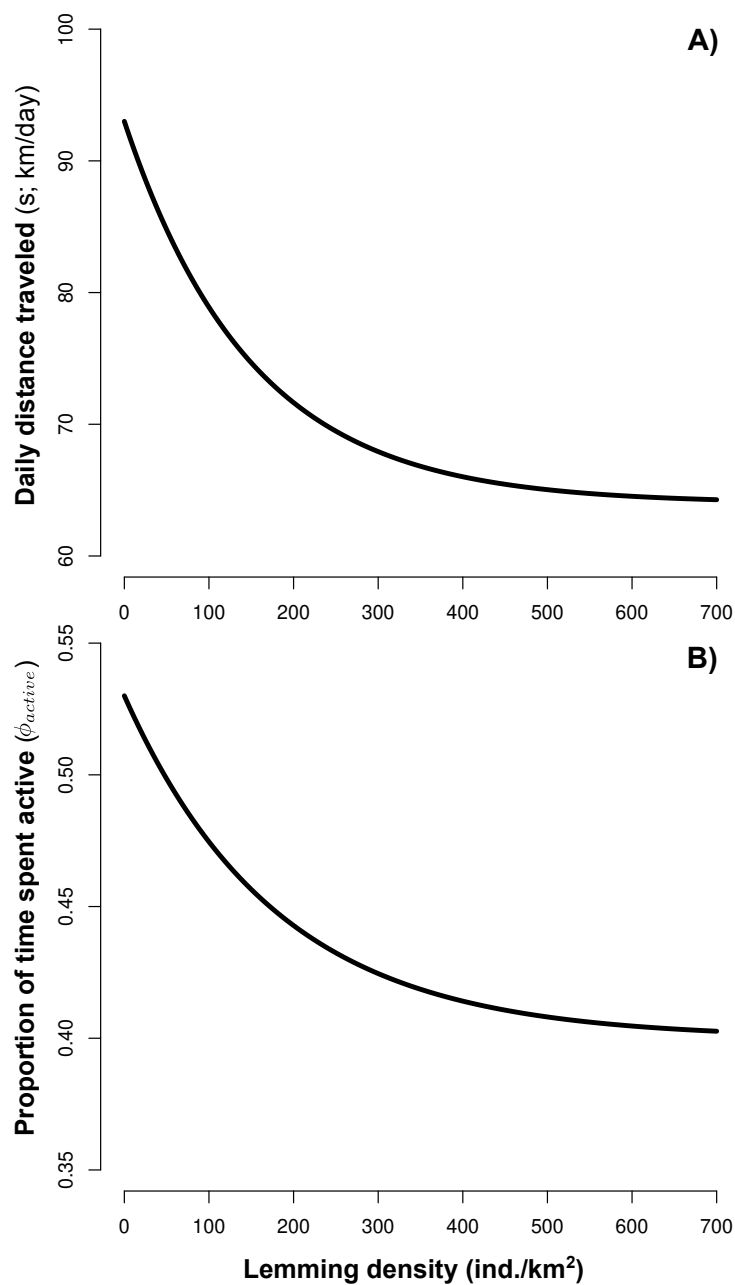 A)
Daily distance traveled (s; km/day)
100
90
80
70
60
0 100 200 300 400 500 600 700
B)
Proportion of time spent active (ϕactive)
0.55
0.50
0.45
0.40
0.35
0 100 200 300 400 500 600 700
Lemming density (ind./km²)